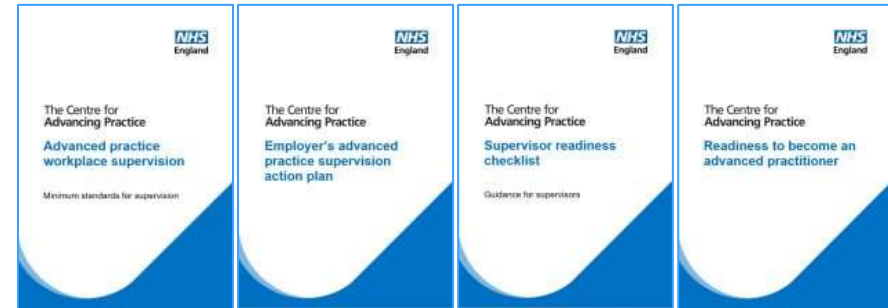 NHS
England
The Centre for
Advancing Practice
Advanced practice
workplace supervision
Minimum standards for supervision
NHS
England
The Centre for
Advancing Practice
Employer's advanced
practice supervision
action plan
NHS
England
The Centre for
Advancing Practice
Supervisor readiness
checklist
Guidance for supervisors
NHS
England
The Centre for
Advancing Practice
Readiness to become an
advanced practitioner